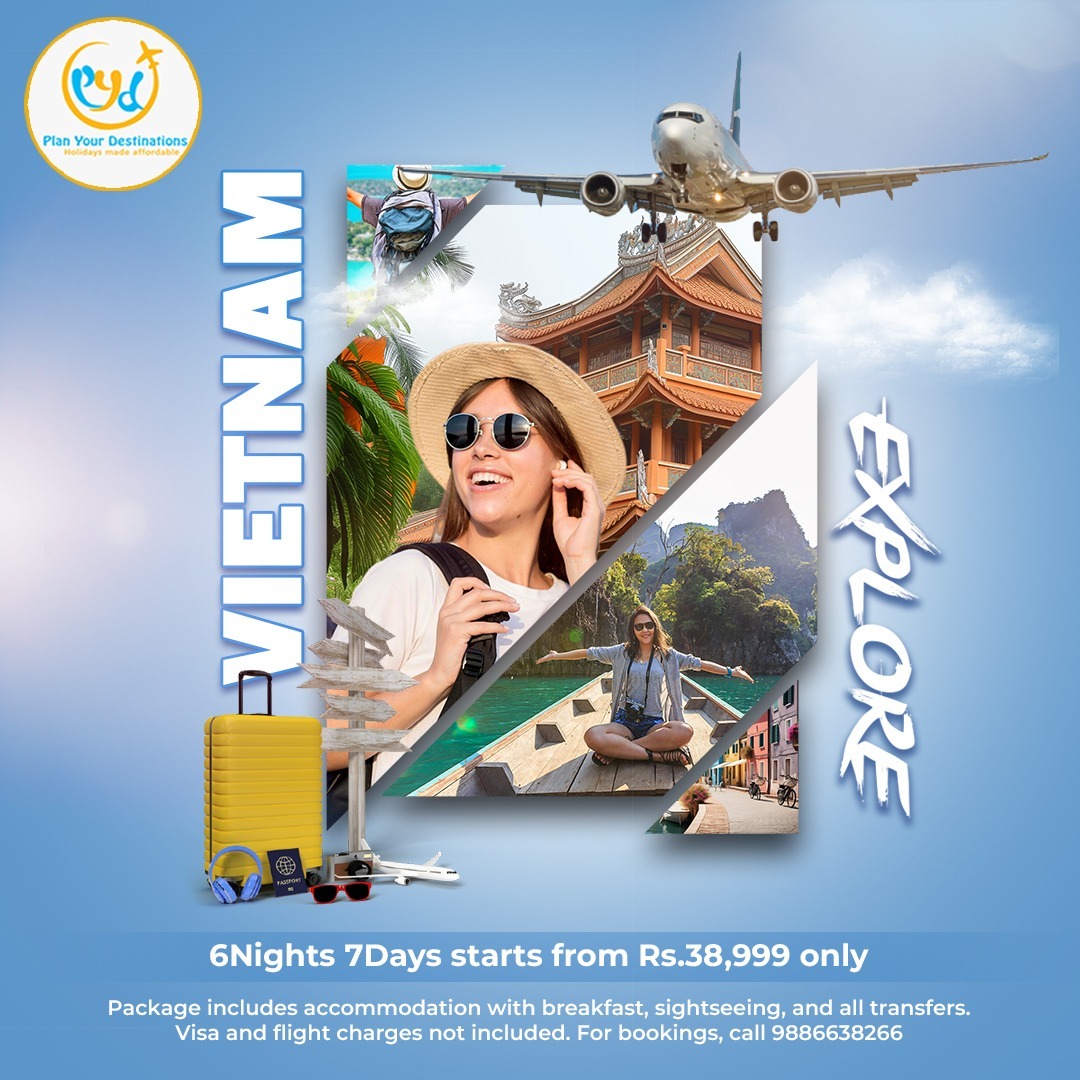 pyd
Plan Your Destinations
Holidays made affordable
VIETNAM
EXPLORE
PASSPORT
6Nights 7Days starts from Rs.38,999 only
Package includes accommodation with breakfast, sightseeing, and all transfers.
Visa and flight charges not included. For bookings, call 9886638266